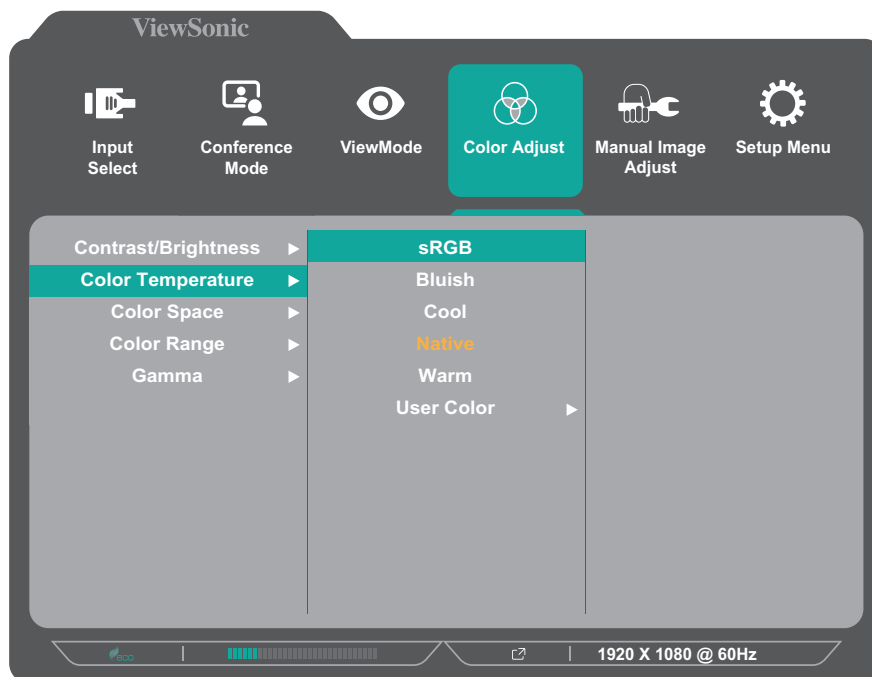 ViewSonic
Input Select
Conference Mode
ViewMode
Color Adjust
Manual Image Adjust
Setup Menu
Contrast/Brightness
sRGB
Color Temperature
Bluish
Color Space
Cool
Color Range
Native
Gamma
Warm
User Color
eco
1920 X 1080 @ 60Hz